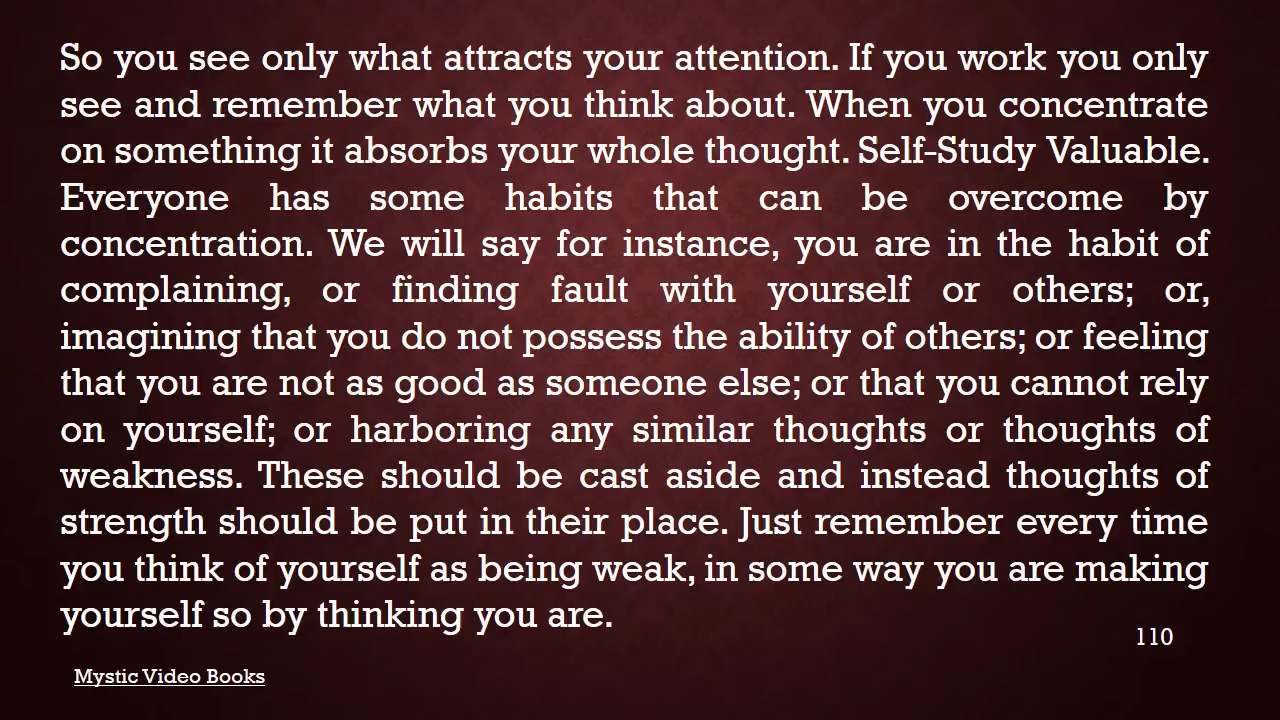 So you see only what attracts your attention. If you work you only
see and remember what you think about. When you concentrate
on something it absorbs your whole thought. Self-Study Valuable.
Everyone has some habits that can be overcome by
concentration. We will say for instance, you are in the habit of
complaining, or finding fault with yourself or others; or,
imagining that you do not possess the ability of others; or feeling
that you are not as good as someone else; or that you cannot rely
on yourself; or harboring any similar thoughts or thoughts of
weakness. These should be cast aside and instead thoughts of
strength should be put in their place. Just remember every time
you think of yourself as being weak, in some way you are making
yourself so by thinking you are.
110
Mystic Video Books